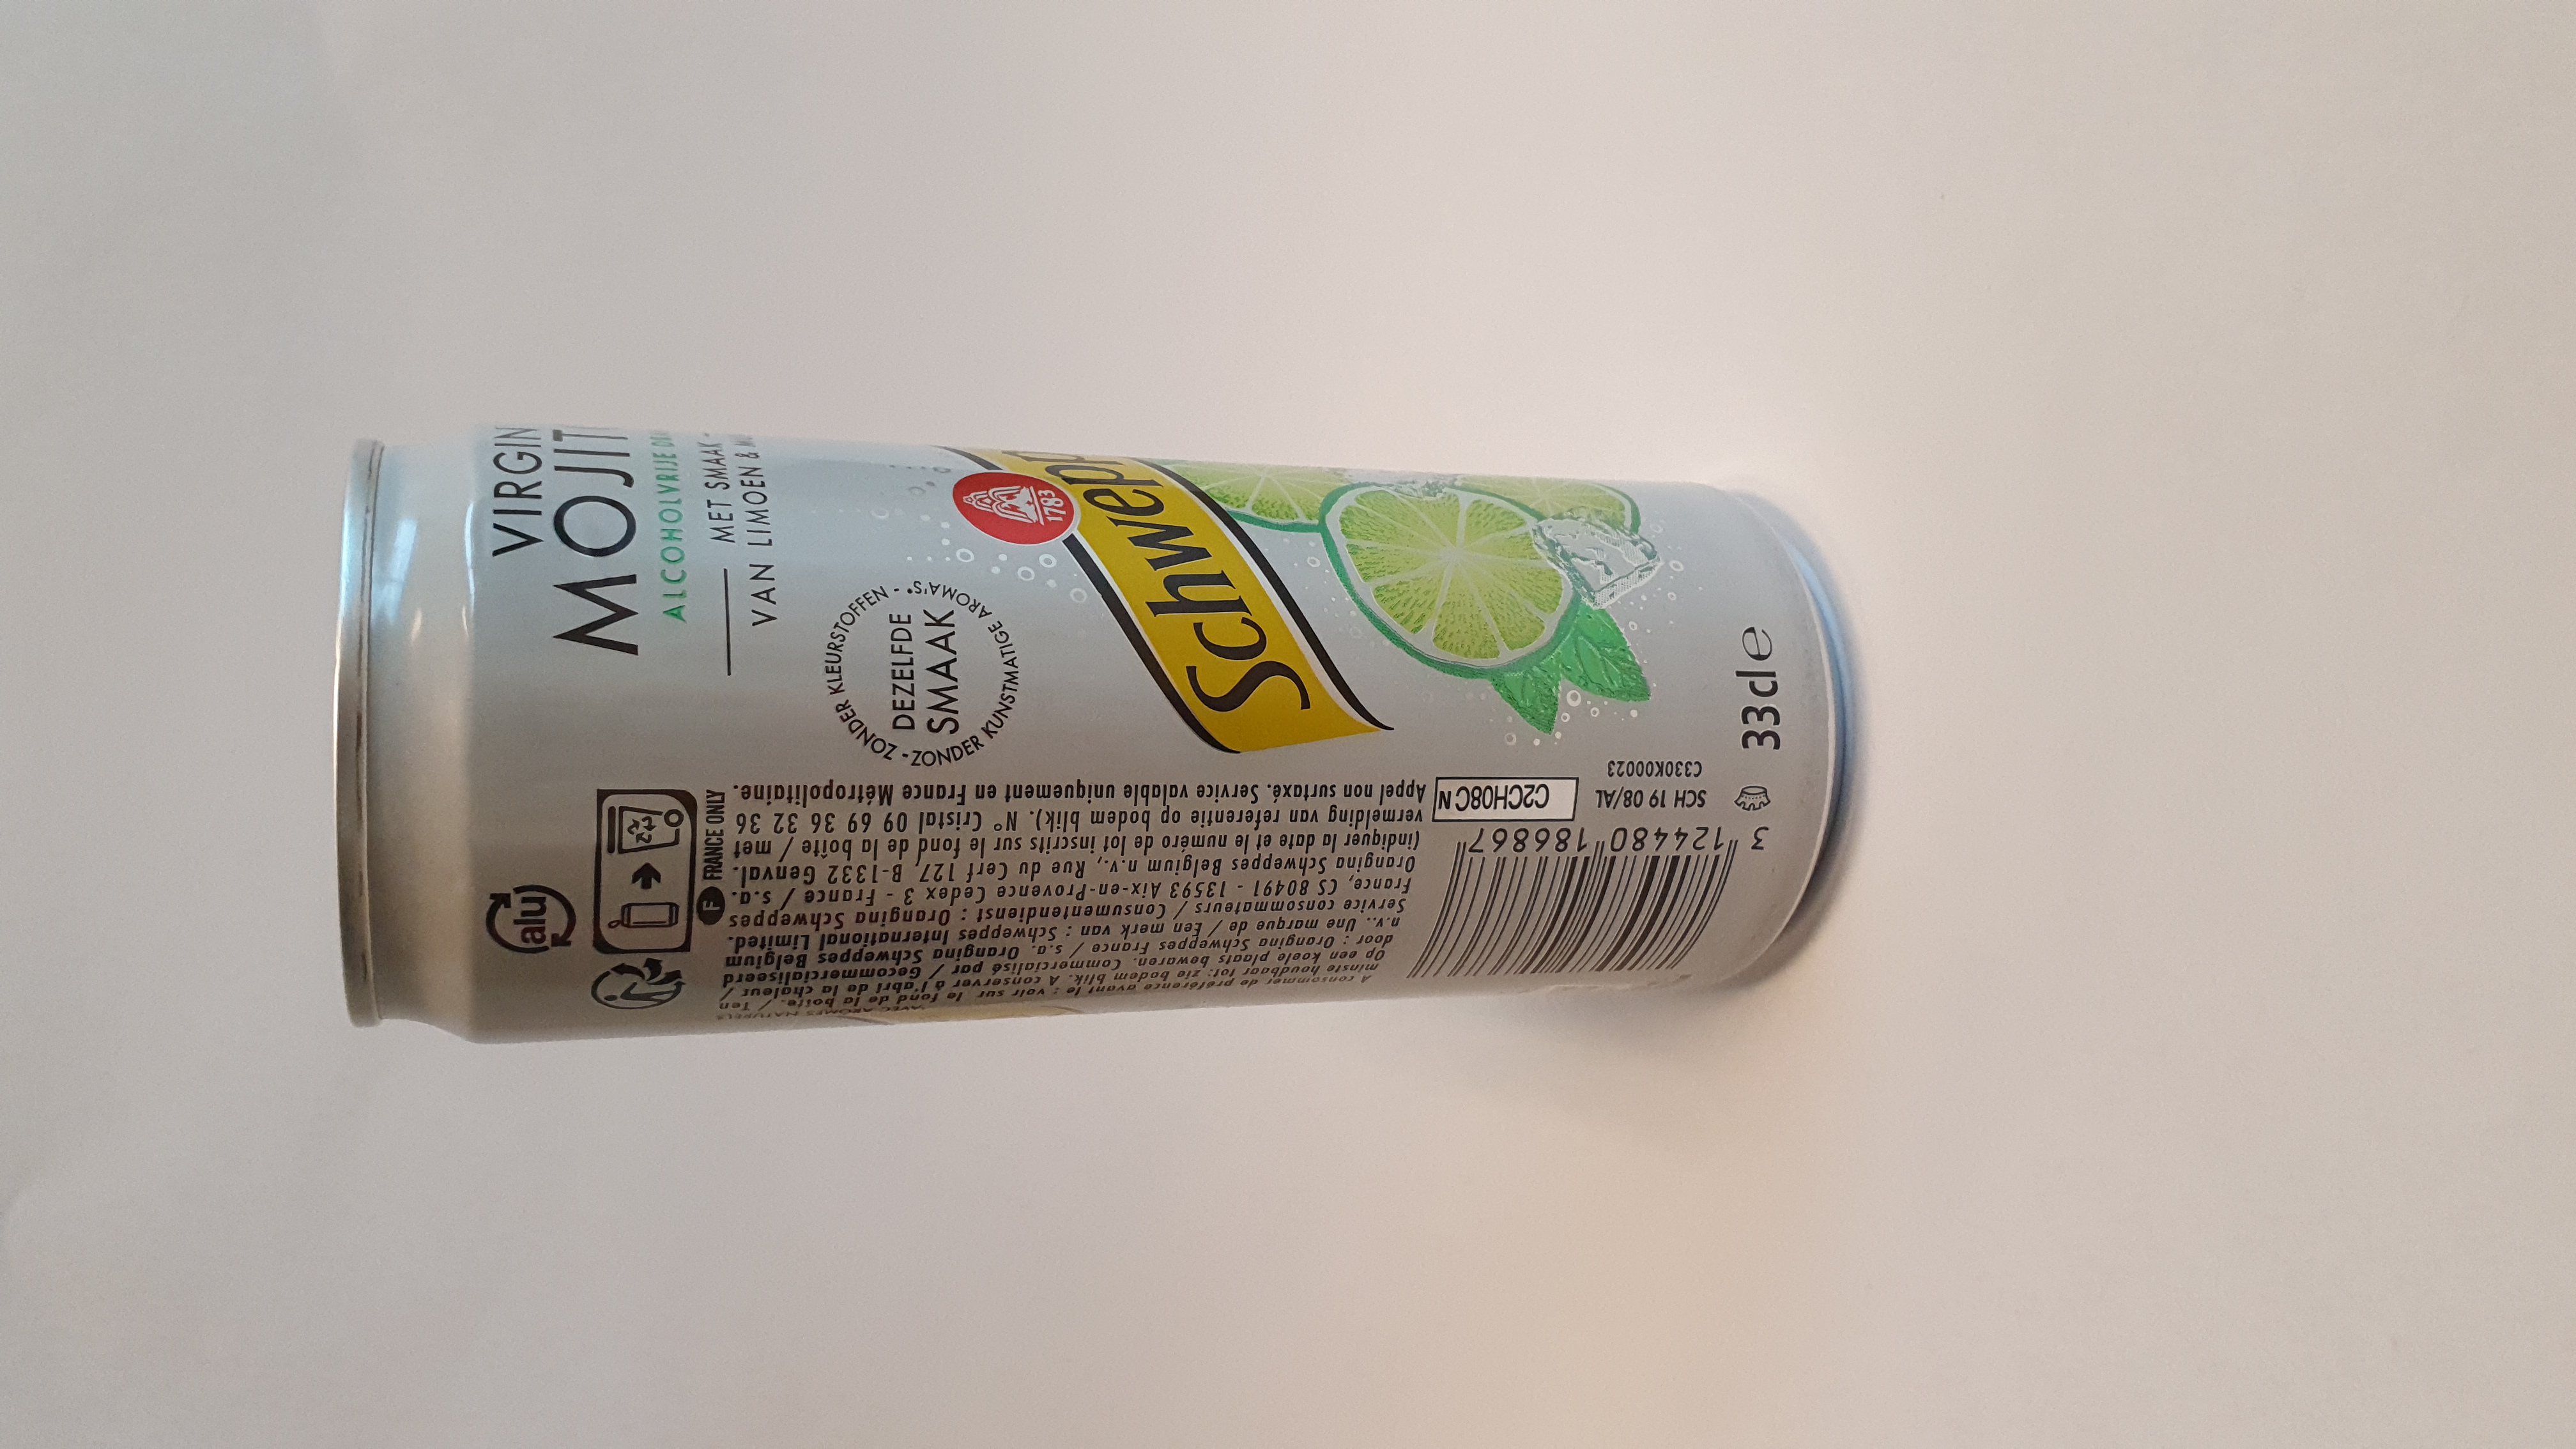 alu
F FRANCE ONLY
A consommer de préférence avant le : voir sur le fond de la boîte. / Ten
minste houdbaar tot: zie bodem blik. A conserver à l'abri de la chaleur /
Op een koele plaats bewaren. Commercialisé par / Gecommercialiseerd
door : Orangina Schweppes France / s.a. Orangina Schweppes Belgium
n.v.. Une marque de / Een merk van : Schweppes International Limited.
Service consommateurs / Consumentendienst : Orangina Schweppes
France, CS 80491 - 13593 Aix-en-Provence Cedex 3 - France / s.a.
Orangina Schweppes Belgium n.v., Rue du Cerf 127, B-1332 Genval.
(indiquer la date et le numéro de lot inscrits sur le fond de la boîte / met
vermelding van referentie op bodem blik). N° Cristal 09 69 36 32 36
Appel non surtaxé. Service valable uniquement en France Métropolitaine.
3 124480 186867
C2CH08C N
SCH 19 08/AL
C330K00023
VIRGIN
MOJIT
ALCOHOLVRIJE
MET SMAAK
VAN LIMOEN &
- ZONDER KLEURSTOFFEN -
DEZELFDE
SMAAK
ZONDER KUNSTMATIGE AROMA'S*
1783
Schwepp
33 cl e